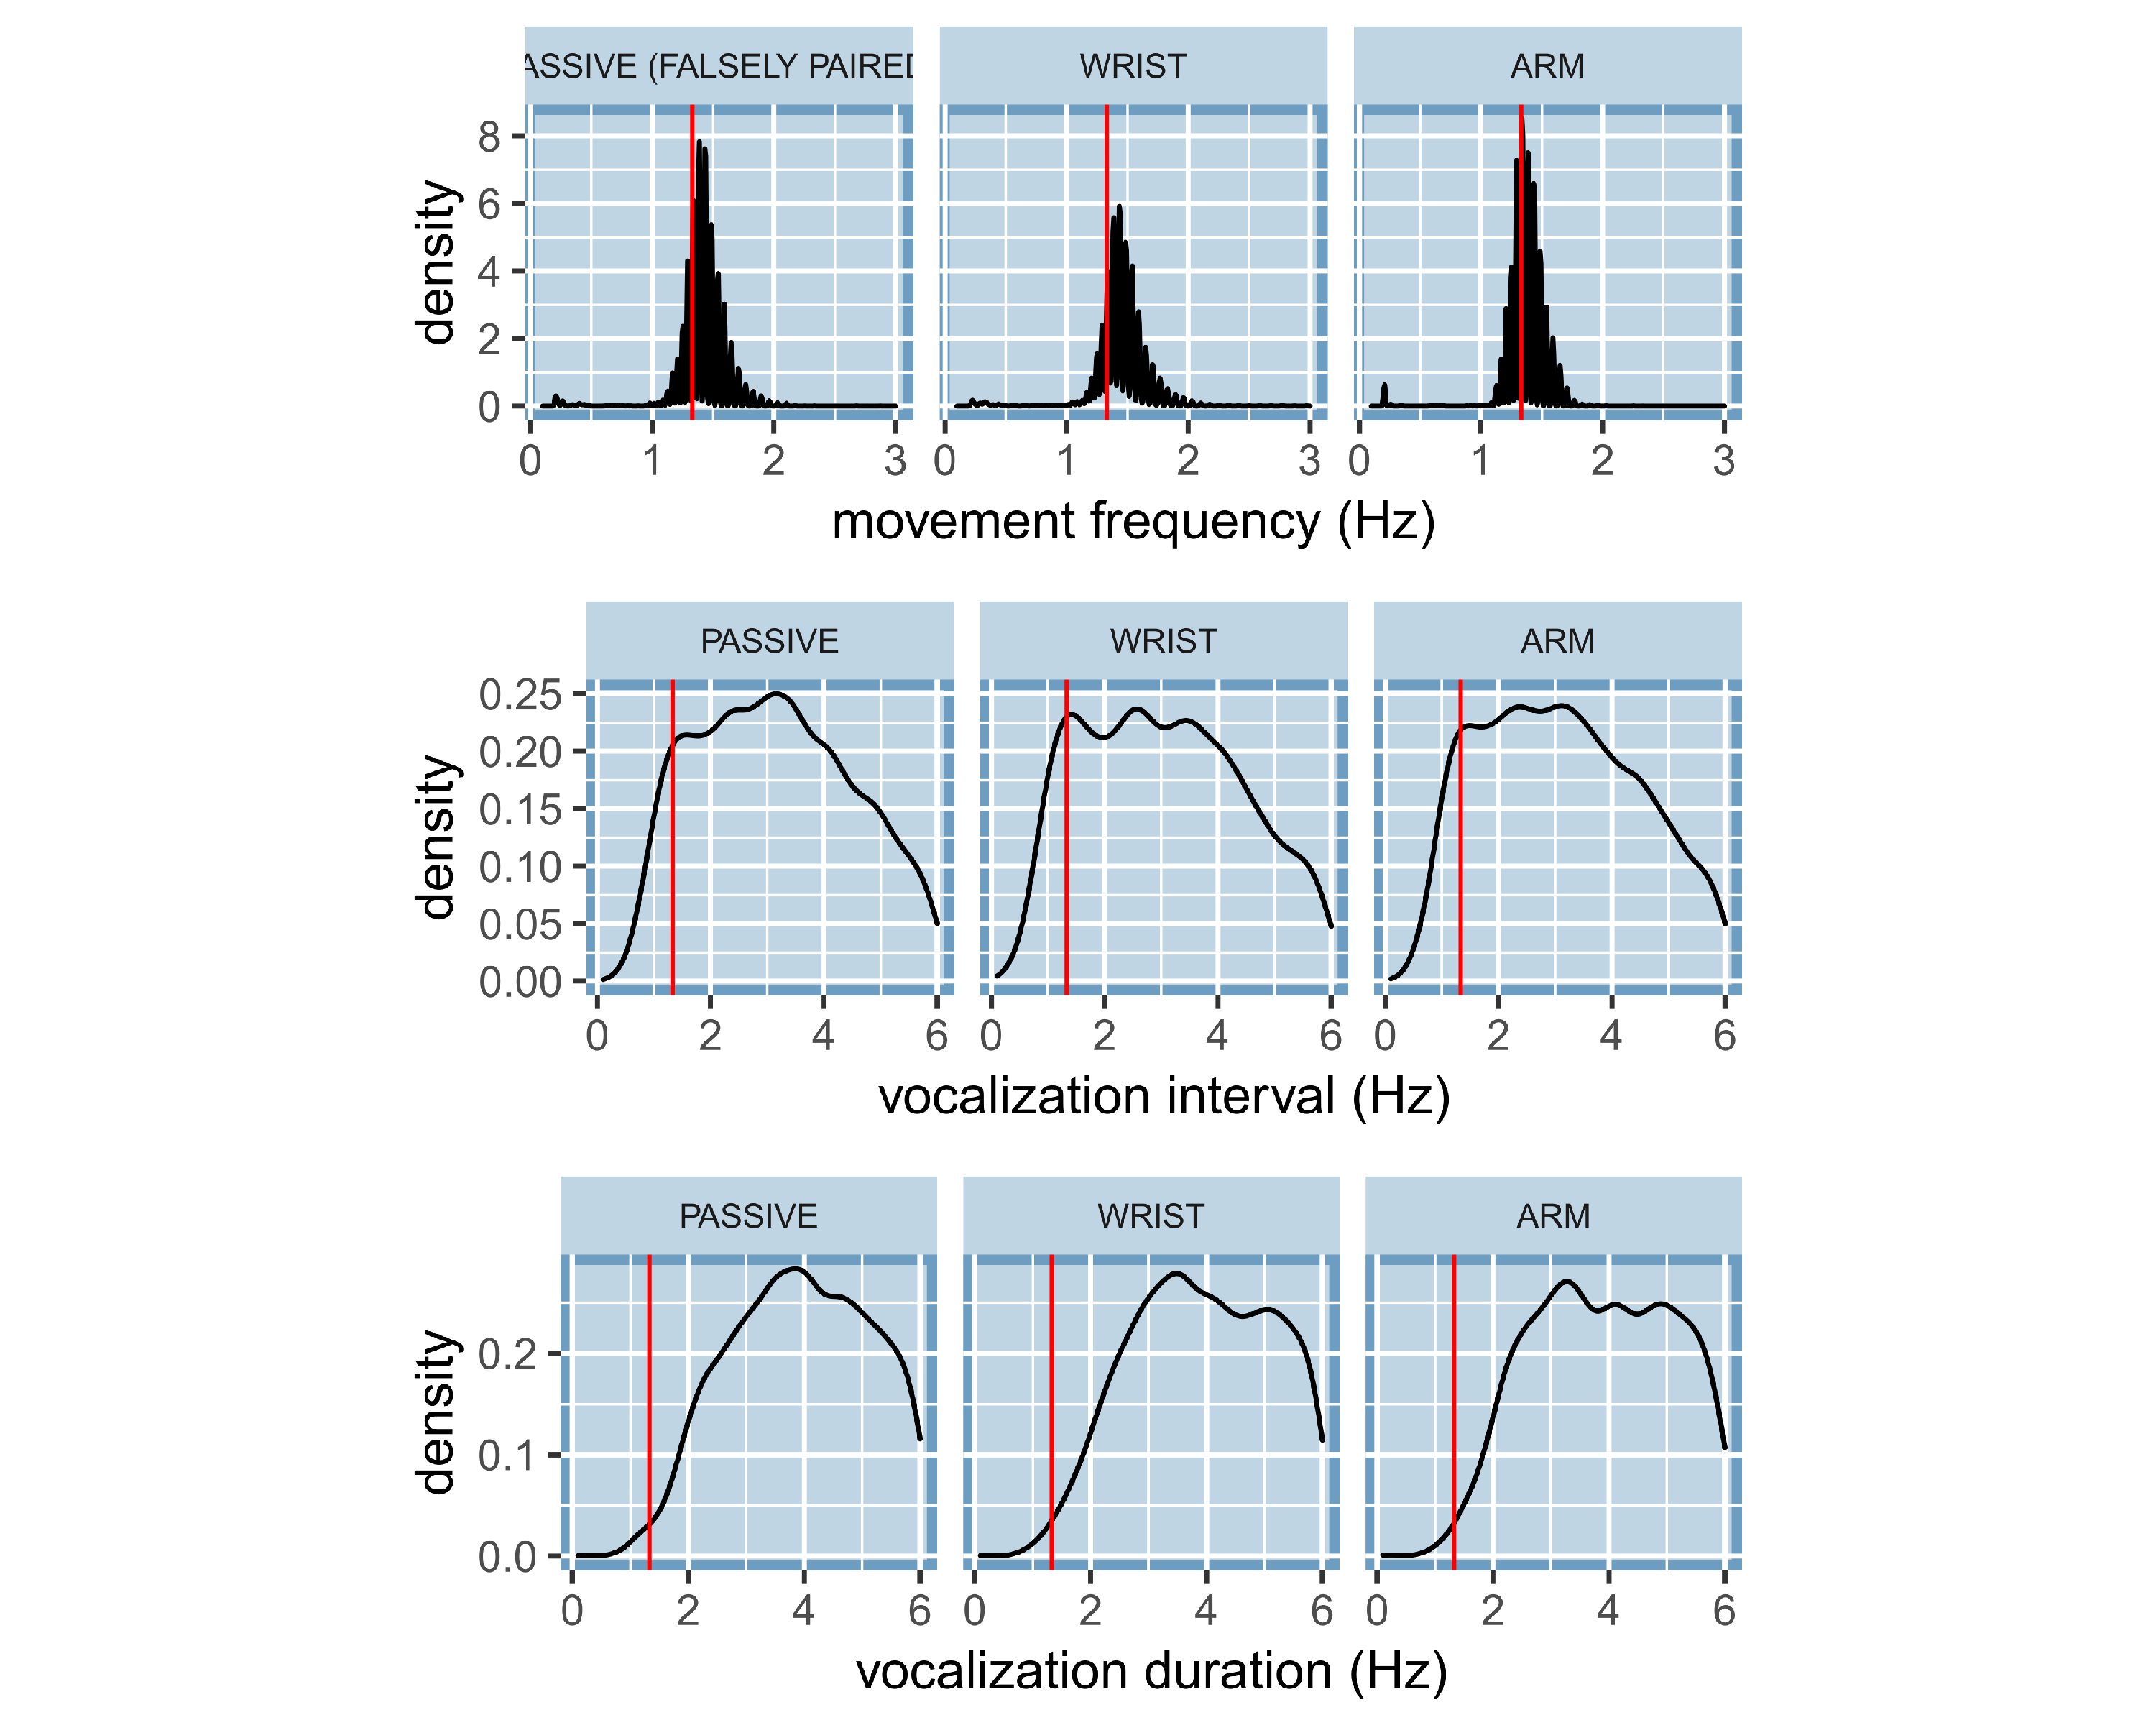 ASSIVE (FALSELY PAIRED WRIST ARM
density
8
6
4
2
0
0 1 2 3 0 1 2 3 0 1 2 3
movement frequency (Hz)
PASSIVE WRIST ARM
density
0.25
0.20
0.15
0.10
0.05
0.00
0 2 4 6 0 2 4 6 0 2 4 6
vocalization interval (Hz)
PASSIVE WRIST ARM
density
0.2
0.1
0.0
0 2 4 6 0 2 4 6 0 2 4 6
vocalization duration (Hz)